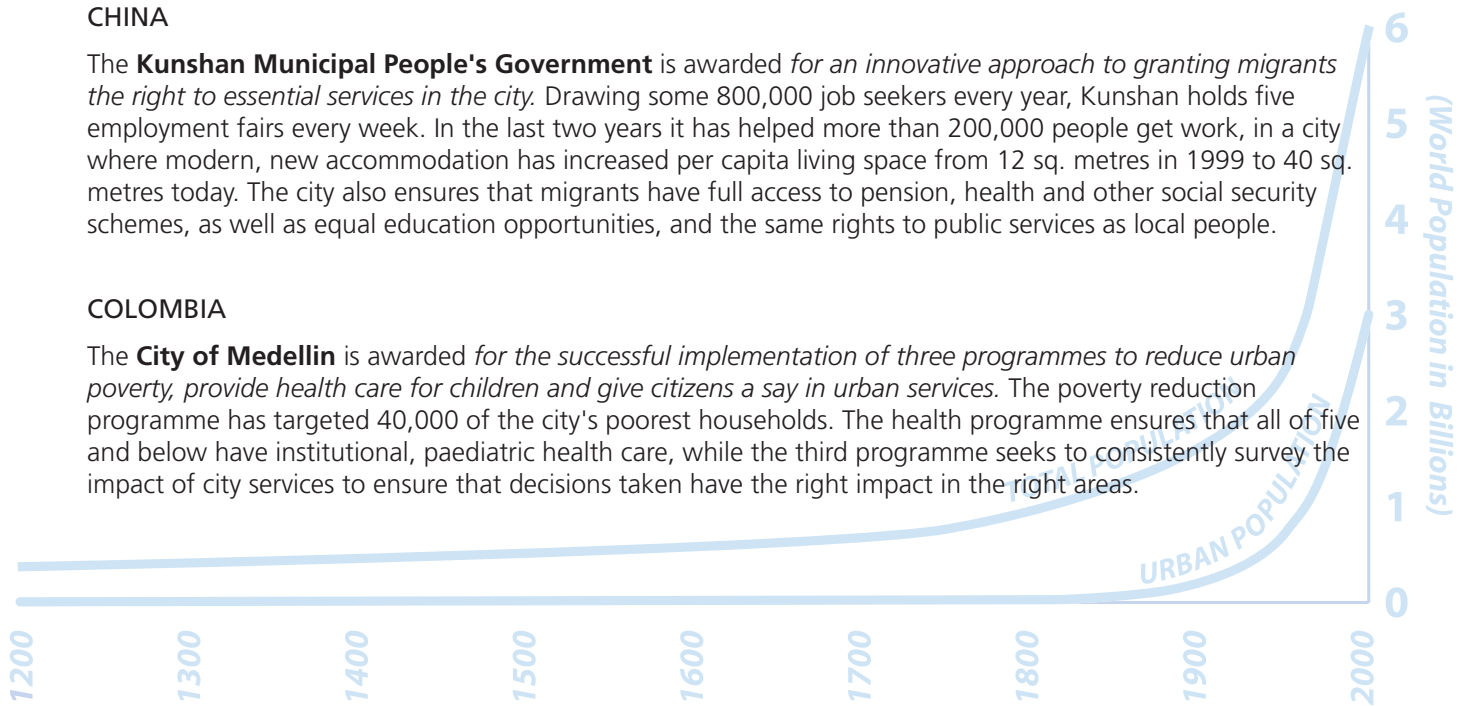 CHINA
The Kunshan Municipal People's Government is awarded for an innovative approach to granting migrants
the right to essential services in the city. Drawing some 800,000 job seekers every year, Kunshan holds five
employment fairs every week. In the last two years it has helped more than 200,000 people get work, in a city
where modern, new accommodation has increased per capita living space from 12 sq. metres in 1999 to 40 sq.
metres today. The city also ensures that migrants have full access to pension, health and other social security
schemes, as well as equal education opportunities, and the same rights to public services as local people.
COLOMBIA
The City of Medellin is awarded for the successful implementation of three programmes to reduce urban
poverty, provide health care for children and give citizens a say in urban services. The poverty reduction
programme has targeted 40,000 of the city's poorest households. The health programme ensures that all of five
and below have institutional, paediatric health care, while the third programme seeks to consistently survey the
impact of city services to ensure that decisions taken have the right impact in the right areas.
TOTAL POPULATION
URBAN POPULATION
6
5
4
3
2
1
0
(World Population in Billions)
1200
1300
1400
1500
1600
1700
1800
1900
2000